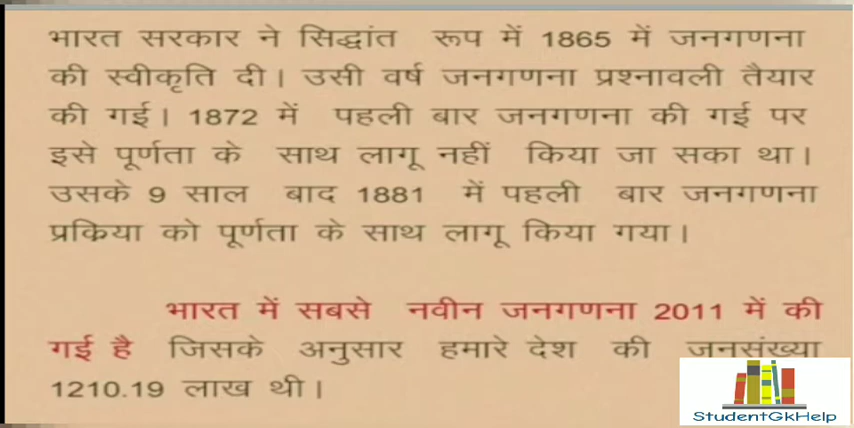 भारत सरकार ने सिद्धांत रूप में 1865 में जनगणना
की स्वीकृति दी। उसी वर्ष जनगणना प्रश्नावली तैयार
की गई। 1872 में पहली बार जनगणना की गई पर
इसे पूर्णता के साथ लागू नहीं किया जा सका था।
उसके 9 साल बाद 1881 में पहली बार जनगणना
प्रक्रिया को पूर्णता के साथ लागू किया गया।
भारत में सबसे नवीन जनगणना 2011 में की
गई है जिसके अनुसार हमारे देश की जनसंख्या
1210.19 लाख थी।
StudentGkHelp